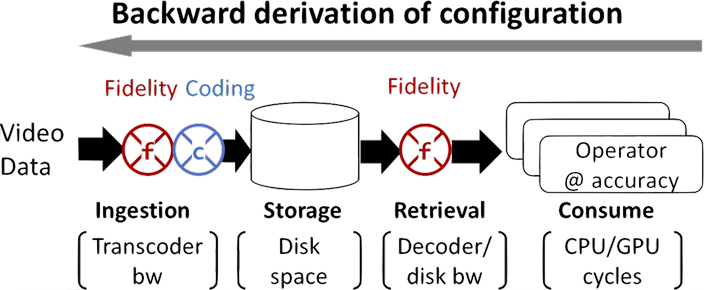 Backward derivation of configuration
Fidelity Coding
Fidelity
Video
Data
f
c
f
Operator
@ accuracy
Ingestion
Storage
Retrieval
Consume
Transcoder
bw
Disk
space
Decoder/
disk bw
CPU/GPU
cycles